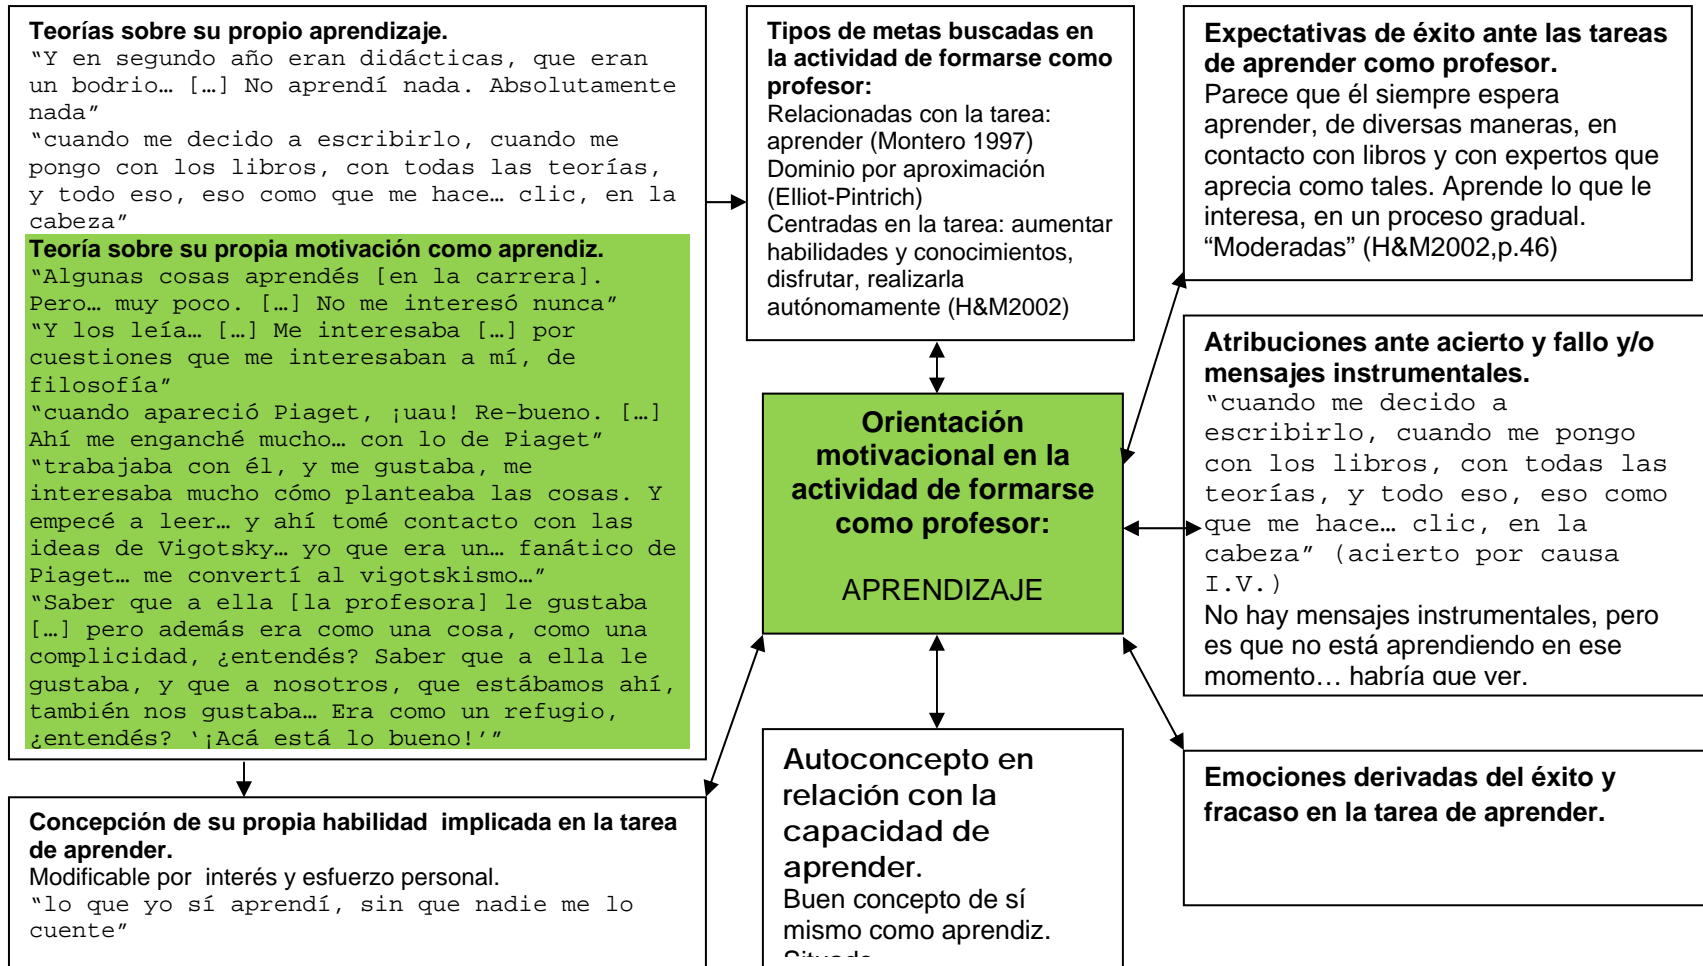 Teorías sobre su propio aprendizaje.
“Y en segundo año eran didácticas, que eran
un bodrio… […] No aprendí nada. Absolutamente
nada”
“cuando me decido a escribirlo, cuando me
pongo con los libros, con todas las teorías,
y todo eso, eso como que me hace… clic, en la
cabeza”
Teoría sobre su propia motivación como aprendiz.
“Algunas cosas aprendés [en la carrera].
Pero… muy poco. […] No me interesó nunca”
“Y los leía… […] Me interesaba […] por
cuestiones que me interesaban a mí, de
filosofía”
“cuando apareció Piaget, ¡uau! Re-bueno. […]
Ahí me enganché mucho… con lo de Piaget”
“trabajaba con él, y me gustaba, me
interesaba mucho cómo planteaba las cosas. Y
empecé a leer… y ahí tomé contacto con las
ideas de Vigotsky… yo que era un… fanático de
Piaget… me convertí al vigotskismo…”
“Saber que a ella [la profesora] le gustaba
[…] pero además era como una cosa, como una
complicidad, ¿entendés? Saber que a ella le
gustaba, y que a nosotros, que estábamos ahí,
también nos gustaba… Era como un refugio,
¿entendés? ‘¡Acá está lo bueno!’”
Tipos de metas buscadas en
la actividad de formarse como
profesor:
Relacionadas con la tarea:
aprender (Montero 1997)
Dominio por aproximación
(Elliot-Pintrich)
Centradas en la tarea: aumentar
habilidades y conocimientos,
disfrutar, realizarla
autónomamente (H&M2002)
Expectativas de éxito ante las tareas
de aprender como profesor.
Parece que él siempre espera
aprender, de diversas maneras, en
contacto con libros y con expertos que
aprecia como tales. Aprende lo que le
interesa, en un proceso gradual.
“Moderadas” (H&M2002,p.46)
Orientación
motivacional en la
actividad de formarse
como profesor:
APRENDIZAJE
Atribuciones ante acierto y fallo y/o
mensajes instrumentales.
“cuando me decido a
escribirlo, cuando me pongo
con los libros, con todas las
teorías, y todo eso, eso como
que me hace… clic, en la
cabeza” (acierto por causa
I.V.)
No hay mensajes instrumentales, pero
es que no está aprendiendo en ese
momento… habría que ver.
Concepción de su propia habilidad implicada en la tarea
de aprender.
Modificable por interés y esfuerzo personal.
“lo que yo sí aprendí, sin que nadie me lo
cuente”
Autoconcepto en
relación con la
capacidad de
aprender.
Buen concepto de sí
mismo como aprendiz.
Emociones derivadas del éxito y
fracaso en la tarea de aprender.